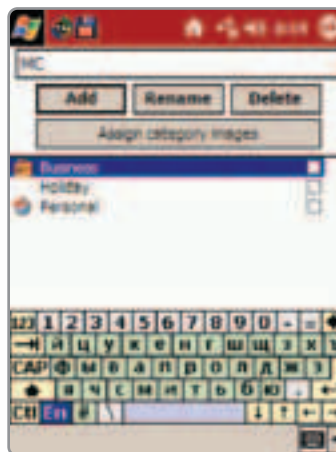 MC
Add Rename Delete
Assign category images
Business
Holiday
Personal
123 1 2 3 4 5 6 7 8 9 0 - =
й ц у к е н г ш щ з х ъ
CAP ф ы в а п р о л д ж э
я ч с м и т ь б ю .
Ctl En # \